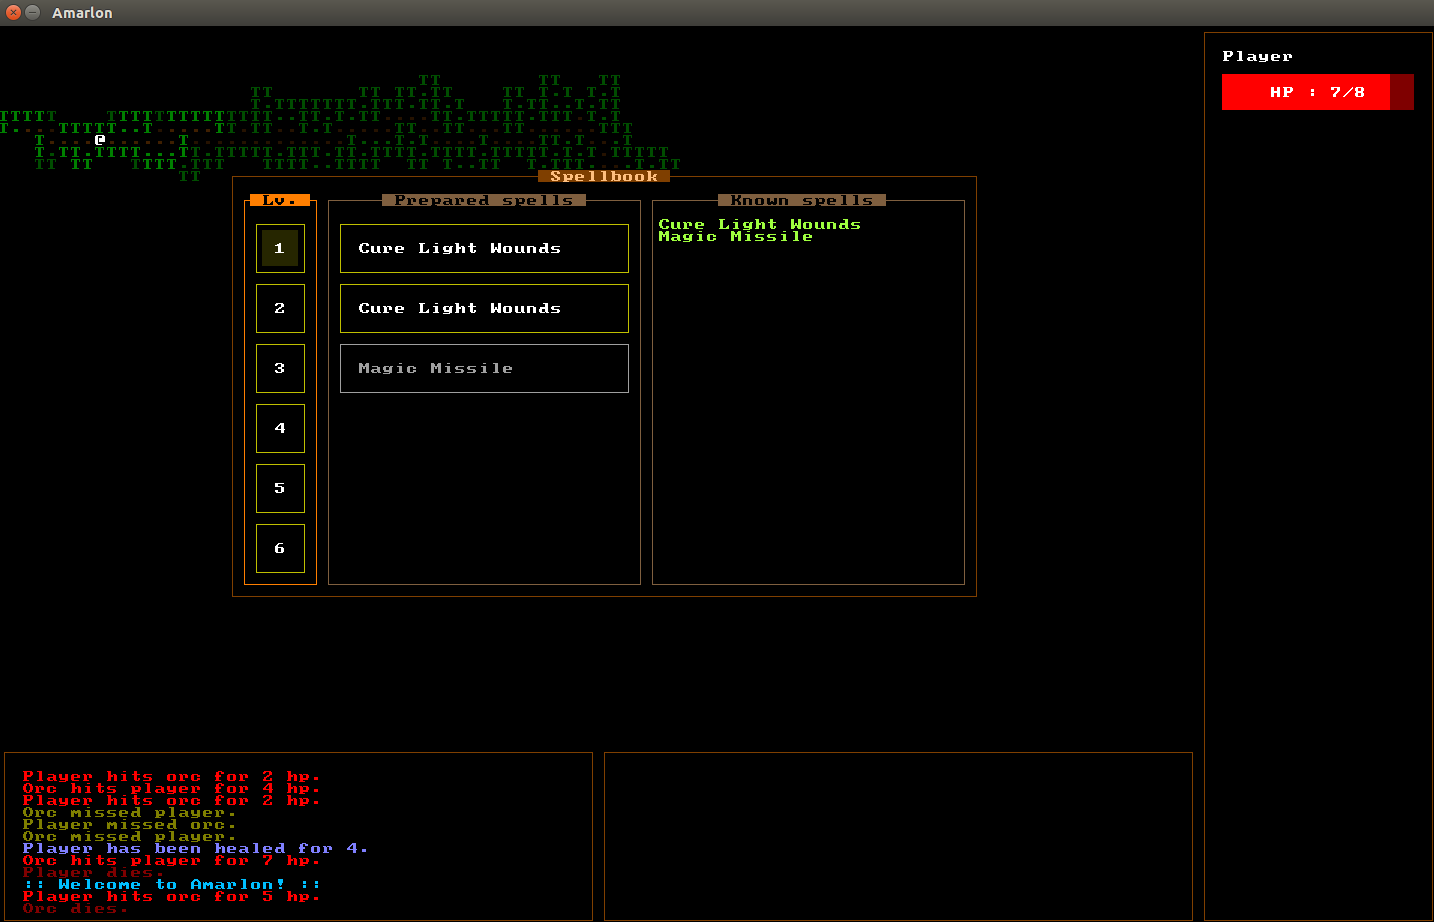 Amarlon
Player
HP : 7/8
@
Spellbook
Lv.
1
2
3
4
5
6
Prepared spells
Cure Light Wounds
Cure Light Wounds
Magic Missile
Known spells
Cure Light Wounds
Magic Missile
Player hits orc for 2 hp.
Orc hits player for 4 hp.
Player hits orc for 2 hp.
Orc missed player.
Player missed orc.
Orc missed player.
Player has been healed for 4.
Orc hits player for 7 hp.
Player dies.
:: Welcome to Amarlon! ::
Player hits orc for 5 hp.
Orc dies.